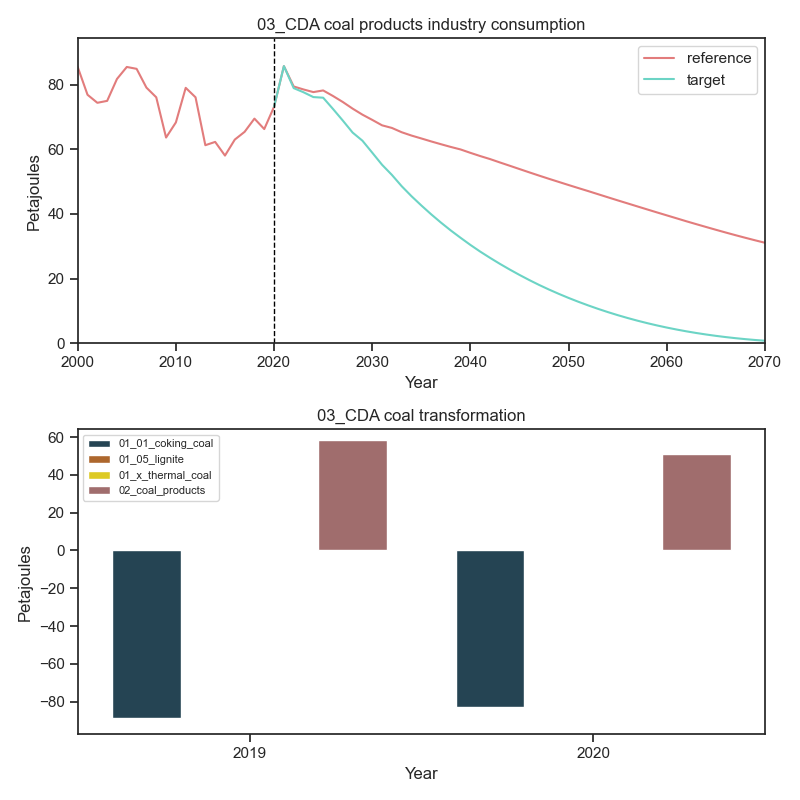 03_CDA coal products industry consumption
reference
target
80
60
40
20
0
Petajoules
2000 2010 2020 2030 2040 2050 2060 2070
Year
03_CDA coal transformation
01_01_coking_coal
01_05_lignite
01_x_thermal_coal
02_coal_products
60
40
20
0
−20
−40
−60
−80
Petajoules
2019 2020
Year